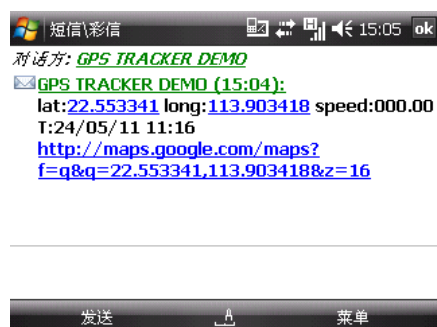 短信\彩信 15:05 ok
对话方: GPS TRACKER DEMO
GPS TRACKER DEMO (15:04):
lat:22.553341 long:113.903418 speed:000.00
T:24/05/11 11:16
http://maps.google.com/maps?
f=q&q=22.553341,113.903418&z=16
发送 A 菜单